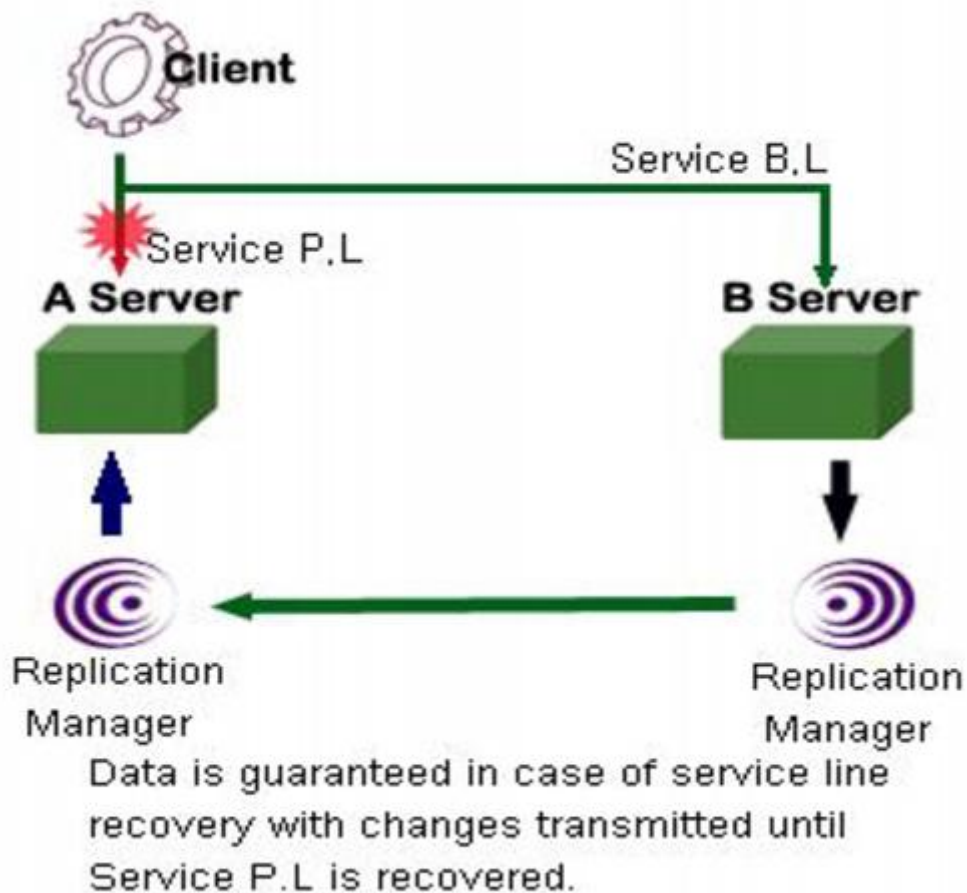 Client
Service B,L
Service P,L
A Server
B Server
Replication
Manager
Replication
Manager
Data is guaranteed in case of service line
recovery with changes transmitted until
Service P.L is recovered.